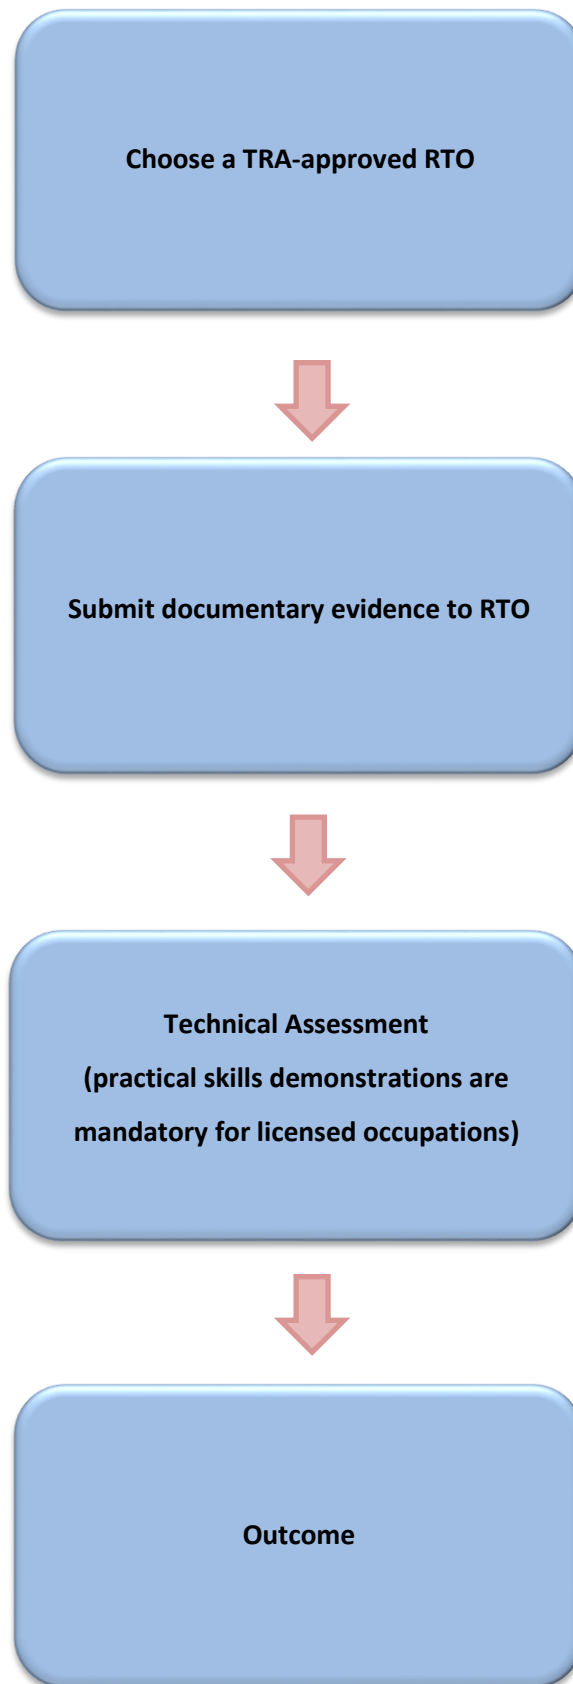 Choose a TRA-approved RTO
Submit documentary evidence to RTO
Technical Assessment
(practical skills demonstrations are
mandatory for licensed occupations)
Outcome